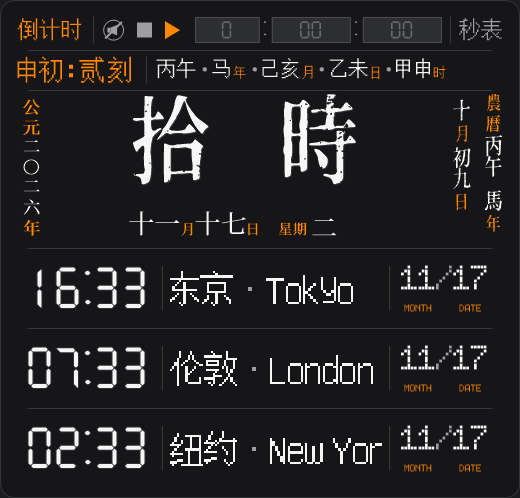 倒计时 0 : 00 : 00 秒表
申初:贰刻 丙午•马年•己亥月•乙未日•甲申时
公元二〇二六年
拾 時
十月初九日
農曆丙午 馬年
十一月十七日 星期二
16:33 东京 · Tokyo 11/17
MONTH DATE
07:33 伦敦 · London 11/17
MONTH DATE
02:33 纽约 · New Yor 11/17
MONTH DATE